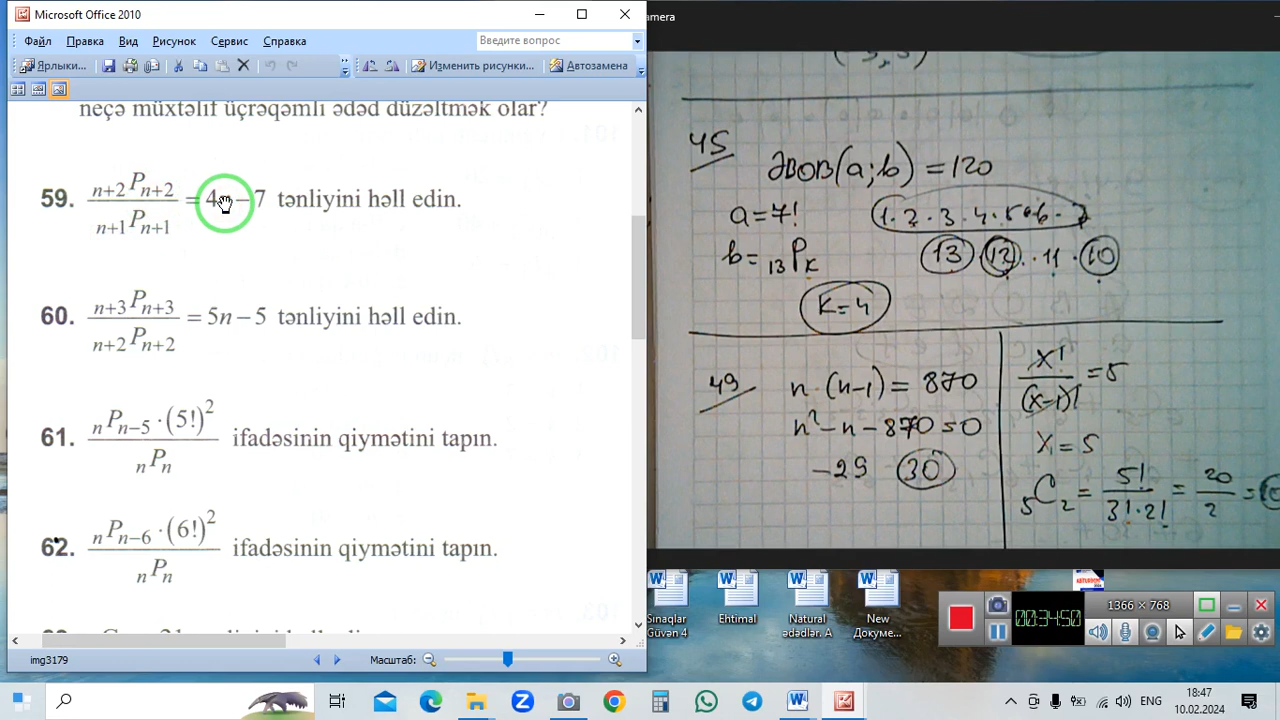 Microsoft Office 2010
Файл Правка Вид Рисунок Сервис Справка
Введите вопрос
Ярлыки...
Изменить рисунки...
Автозамена
neçə müxtəlif üçrəqəmli ədəd düzəltmək olar?
59. n+2Pn+2 / n+1Pn+1 = 4n − 7 tənliyini həll edin.
60. n+3Pn+3 / n+2Pn+2 = 5n − 5 tənliyini həll edin.
61. nPn−5 · (5!)² / nPn ifadəsinin qiymətini tapın.
62. nPn−6 · (6!)² / nPn ifadəsinin qiymətini tapın.
img3179
Масштаб:
amera
45
ƏBOB(a;b) = 120
a = 7!
1·2·3·4·5·6·7
b = 13Pk
13 · 12 · 11 · 10
k = 4
49
n·(n−1) = 870
n² − n − 870 = 0
−29 30
x! / (x−1)! = 5
x = 5
5C2 = 5! / 3!·2! = 20 / 2 =
Sınaqlar Güvən 4
Ehtimal
Natural ədədlər. A
New Докуме...
00:34:50
1366 × 768
ENG
18:47
10.02.2024